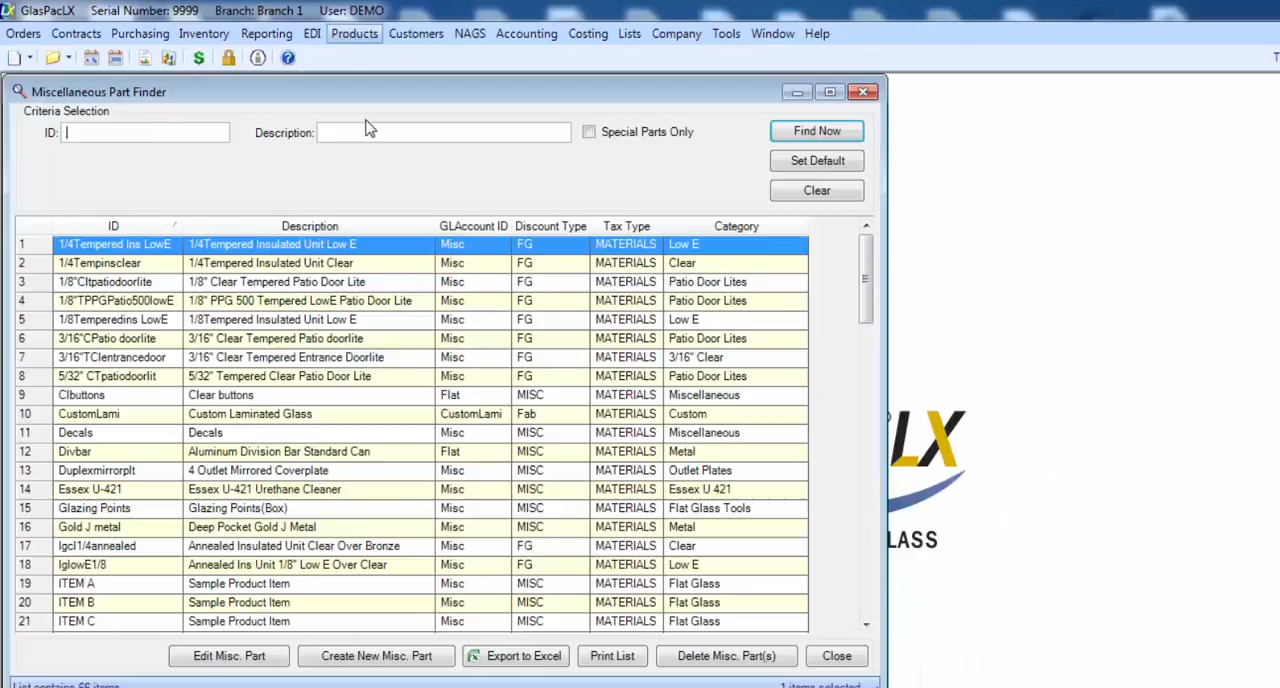 GlasPacLX Serial Number: 9999 Branch: Branch 1 User: DEMO
Orders Contracts Purchasing Inventory Reporting EDI Products Customers NAGS Accounting Costing Lists Company Tools Window Help
Miscellaneous Part Finder
Criteria Selection
ID: Description: Special Parts Only Find Now
Set Default
Clear
ID Description GLAccount ID Discount Type Tax Type Category
1 1/4Tempered Ins LowE 1/4Tempered Insulated Unit Low E Misc FG MATERIALS Low E
2 1/4Tempinsclear 1/4Tempered Insulated Unit Clear Misc FG MATERIALS Clear
3 1/8"Cltpatiodoorlite 1/8" Clear Tempered Patio Door Lite Misc FG MATERIALS Patio Door Lites
4 1/8"TPPGPatio500lowE 1/8" PPG 500 Tempered LowE Patio Door Lite Misc FG MATERIALS Patio Door Lites
5 1/8Temperedins LowE 1/8Tempered Insulated Unit Low E Misc FG MATERIALS Low E
6 3/16"CPatio doorlite 3/16" Clear Tempered Patio doorlite Misc FG MATERIALS Patio Door Lites
7 3/16"TClentrancedoor 3/16" Clear Tempered Entrance Doorlite Misc FG MATERIALS 3/16" Clear
8 5/32" CTpatiodoorlit 5/32" Tempered Clear Patio Door Lite Misc FG MATERIALS Patio Door Lites
9 Clbuttons Clear buttons Flat MISC MATERIALS Miscellaneous
10 CustomLami Custom Laminated Glass CustomLami Fab MATERIALS Custom
11 Decals Decals Misc MISC MATERIALS Miscellaneous
12 Divbar Aluminum Division Bar Standard Can Flat MISC MATERIALS Metal
13 Duplexmirrorplt 4 Outlet Mirrored Coverplate Misc MISC MATERIALS Outlet Plates
14 Essex U-421 Essex U-421 Urethane Cleaner Misc MISC MATERIALS Essex U 421
15 Glazing Points Glazing Points(Box) Misc MISC MATERIALS Flat Glass Tools
16 Gold J metal Deep Pocket Gold J Metal Misc MISC MATERIALS Metal
17 Igcl1/4annealed Annealed Insulated Unit Clear Over Bronze Misc FG MATERIALS Clear
18 IglowE1/8 Annealed Ins Unit 1/8" Low E Over Clear Misc FG MATERIALS Low E
19 ITEM A Sample Product Item Misc MISC MATERIALS Flat Glass
20 ITEM B Sample Product Item Misc MISC MATERIALS Flat Glass
21 ITEM C Sample Product Item Misc MISC MATERIALS Flat Glass
LX
LASS
Edit Misc. Part Create New Misc. Part Export to Excel Print List Delete Misc. Part(s) Close
List contains 66 items 1 items selected